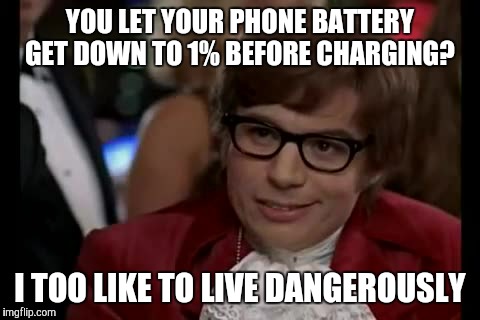 YOU LET YOUR PHONE BATTERY
GET DOWN TO 1% BEFORE CHARGING?
I TOO LIKE TO LIVE DANGEROUSLY
imgflip.com